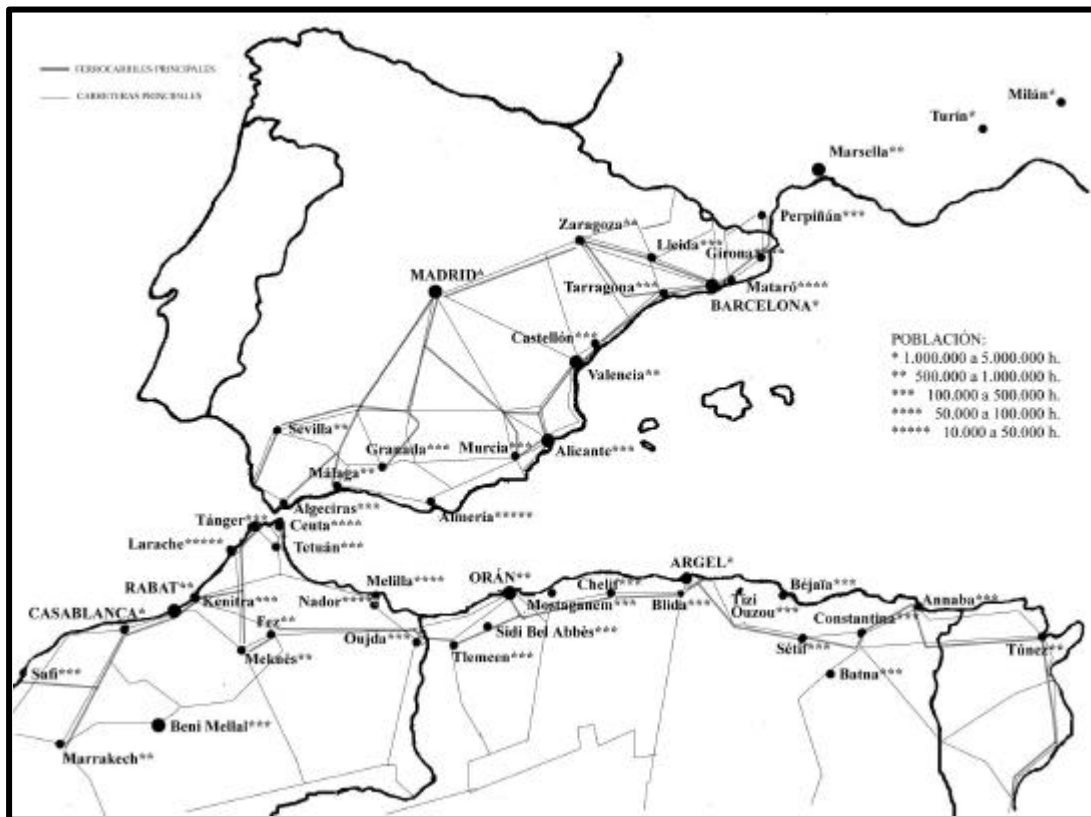 FERROCARRILES PRINCIPALES
CARRETERAS PRINCIPALES
Milán*
Turín*
Marsella**
Perpiñán***
Zaragoza**
Lleida***
Girona****
MADRID*
Tarragona***
Mataró****
BARCELONA*
Castellón***
Valencia**
POBLACIÓN:
* 1.000.000 a 5.000.000 h.
** 500.000 a 1.000.000 h.
*** 100.000 a 500.000 h.
**** 50.000 a 100.000 h.
***** 10.000 a 50.000 h.
Sevilla**
Granada***
Murcia***
Alicante***
Málaga**
Algeciras***
Almería*****
Tánger***
Ceuta****
Larache*****
Tetuán***
RABAT**
Melilla****
ORÁN**
Chelif***
ARGEL*
Béjaïa***
CASABLANCA*
Kenitra***
Nador****
Mostaganem***
Blida***
Tizi
Ouzou***
Annaba***
Fez**
Oujda***
Sidi Bel Abbès***
Constantina***
Meknés**
Tlemcen***
Sétif***
Túnez**
Safi***
Batna***
Beni Mellal***
Marrakech**